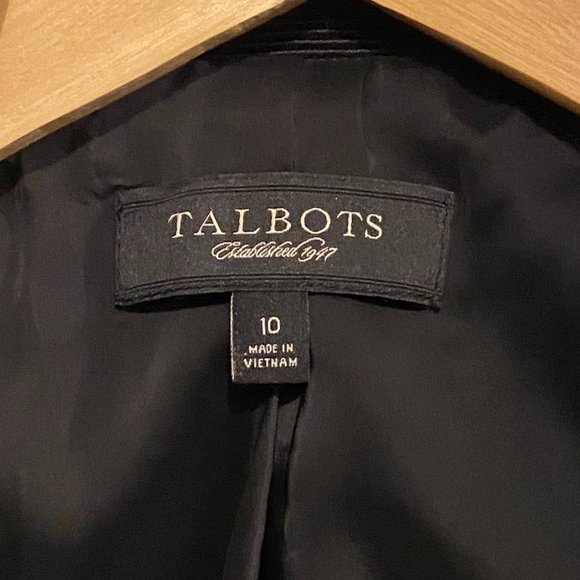 TALBOTS
Established 1947
10
MADE IN
VIETNAM